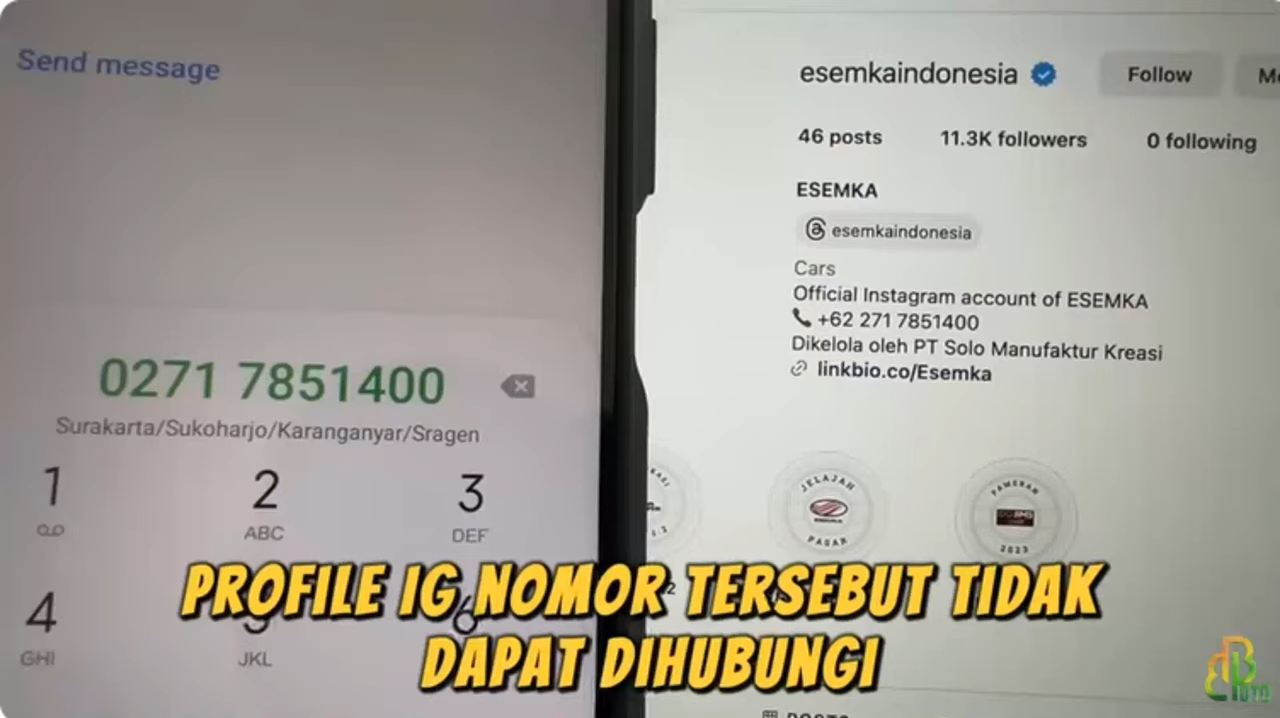 Send message
0271 7851400
Surakarta/Sukoharjo/Karanganyar/Sragen
1
2
ABC
3
DEF
4
GHI
JKL
6
esemkaindonesia
Follow
46 posts
11.3K followers
0 following
ESEMKA
esemkaindonesia
Cars
Official Instagram account of ESEMKA
+62 271 7851400
Dikelola oleh PT Solo Manufaktur Kreasi
linkbio.co/Esemka
JELAJAH
PASAR
PAMERAN
2023
PROFILE IG NOMOR TERSEBUT TIDAK
DAPAT DIHUBUNGI